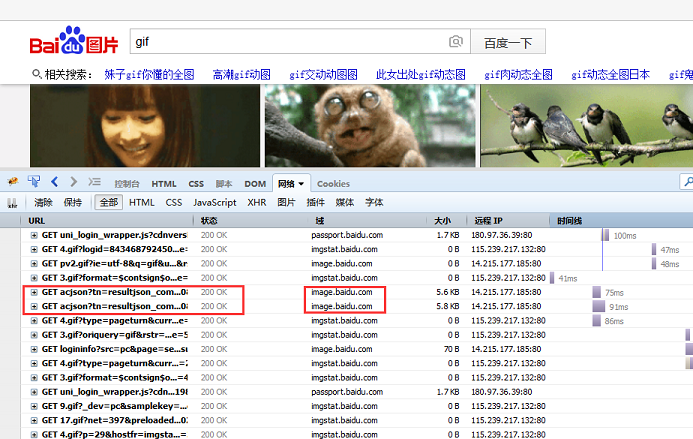 Bai du 图片 gif 百度一下
相关搜索: 妹子gif你懂的全图 高潮gif动图 gif交动动图图 此女出处gif动图 gif肉动态全图 gif动态全图日本 gif鬼
控制台 HTML CSS 脚本 DOM 网络 Cookies
清除 保持 全部 HTML CSS JavaScript XHR 图片 插件 媒体 字体
URL 状态 域 大小 远程 IP 时间线
GET uni_login_wrapper.js?cdnvers 200 OK passport.baidu.com 1.7 KB 180.97.36.39:80 100ms
GET 4.gif?logid=843468792450...e= 200 OK imgstat.baidu.com 0 B 115.239.217.132:80 47ms
GET pv2.gif?ie=utf-8&q=gif&u...&r 200 OK image.baidu.com 0 B 14.215.177.185:80 48ms
GET 3.gif?format=$contsign$o...e= 200 OK imgstat.baidu.com 0 B 115.239.217.132:80 41ms
GET acjson?tn=resultjson_com...08 200 OK image.baidu.com 5.6 KB 14.215.177.185:80 75ms
GET acjson?tn=resultjson_com...08 200 OK image.baidu.com 5.8 KB 14.215.177.185:80 91ms
GET 4.gif?type=pageturn&curr...e= 200 OK imgstat.baidu.com 0 B 115.239.217.132:80 86ms
GET 3.gif?oriquery=gif&rstr=...e=5 200 OK imgstat.baidu.com 0 B 115.239.217.132:80
GET logininfo?src=pc&page=se...su 200 OK image.baidu.com 70 B 14.215.177.185:80
GET 4.gif?type=pageturn&curr...=2 200 OK imgstat.baidu.com 0 B 115.239.217.132:80
GET 3.gif?format=$contsign$o...=4 200 OK imgstat.baidu.com 0 B 115.239.217.132:80
GET uni_login_wrapper.js?cdn...198 200 OK passport.baidu.com 1.7 KB 180.97.36.39:80
GET 9.gif?_dev=pc&samplekey=.../ 200 OK imgstat.baidu.com 0 B 115.239.217.132:80
GET 17.gif?net=397&preloaded...03 200 OK imgstat.baidu.com 0 B 115.239.217.132:80
GET 4.gif?p=29&hostfr=imgsta... 200 OK imgstat.baidu.com 0 B 115.239.217.132:80